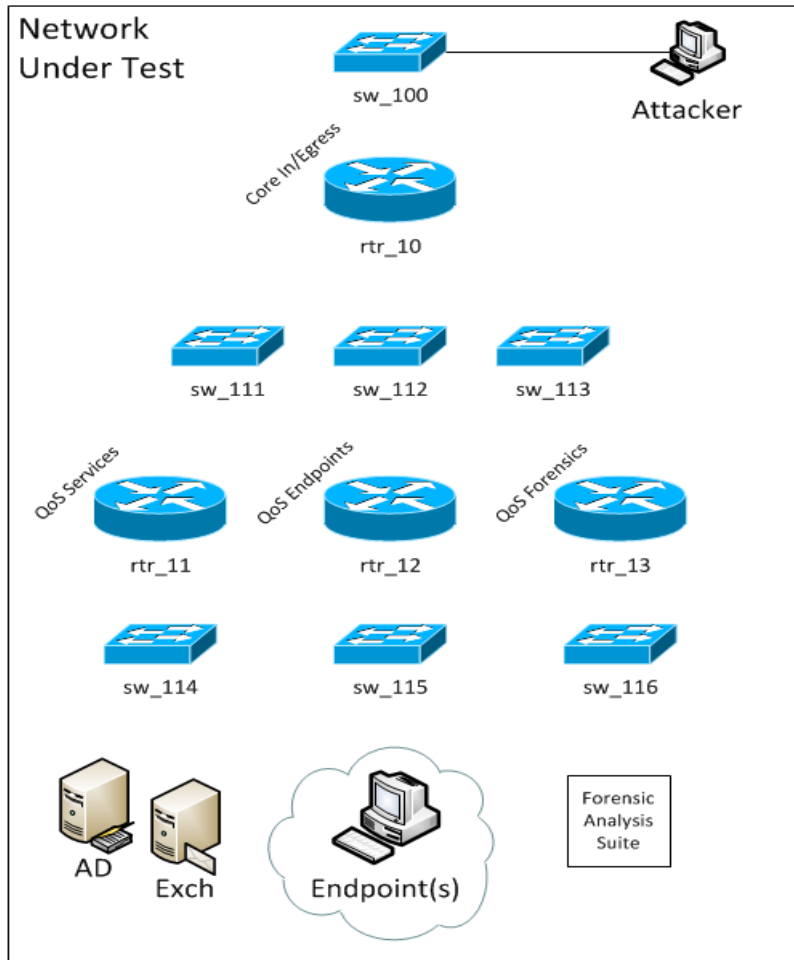 Network
Under Test
sw_100
Attacker
Core In/Egress
rtr_10
sw_111
sw_112
sw_113
QoS Services
QoS Endpoints
QoS Forensics
rtr_11
rtr_12
rtr_13
sw_114
sw_115
sw_116
AD
Exch
Endpoint(s)
Forensic
Analysis
Suite